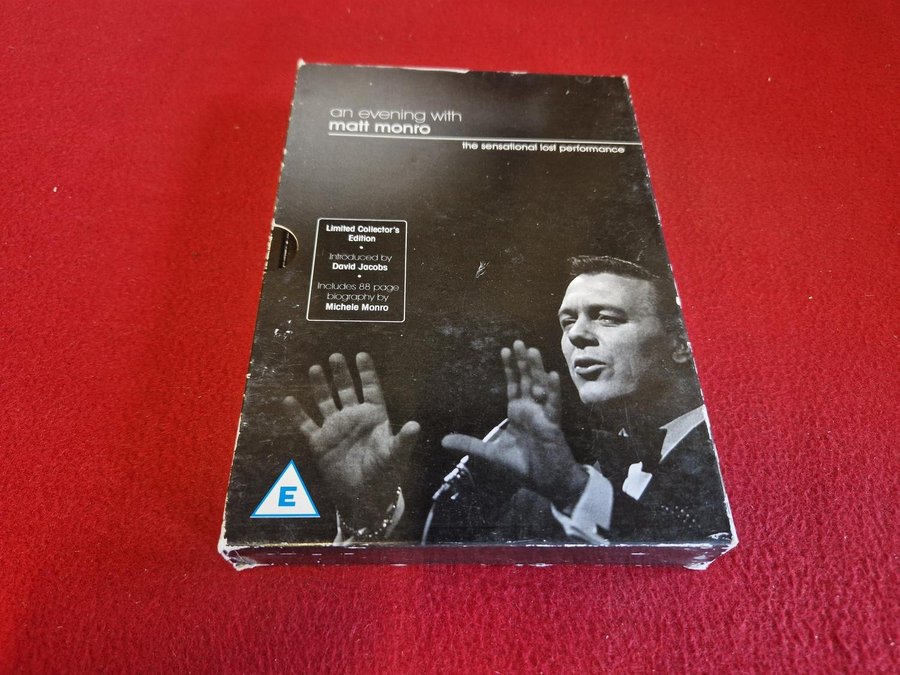 an evening with
matt monro
the sensational lost performance
Limited Collector's
Edition
•
Introduced by
David Jacobs
•
Includes 88 page
biography by
Michele Monro
E